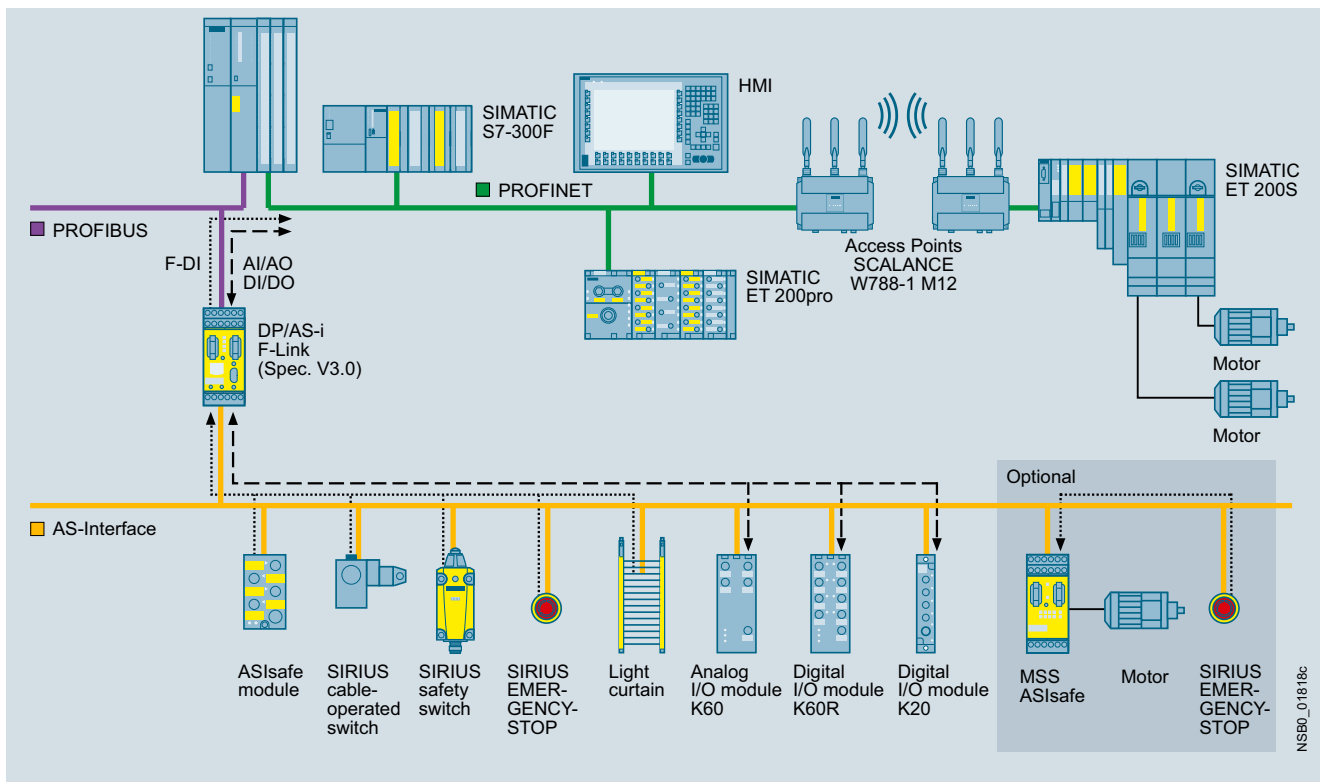 HMI
SIMATIC
S7-300F
PROFINET
SIMATIC
ET 200S
PROFIBUS
F-DI
AI/AO
DI/DO
Access Points
SCALANCE
W788-1 M12
SIMATIC
ET 200pro
DP/AS-i
F-Link
(Spec. V3.0)
Motor
Motor
Optional
AS-Interface
ASIsafe
module
SIRIUS
cable-
operated
switch
SIRIUS
safety
switch
SIRIUS
EMER-
GENCY-
STOP
Light
curtain
Analog
I/O module
K60
Digital
I/O module
K60R
Digital
I/O module
K20
MSS
ASIsafe
Motor
SIRIUS
EMER-
GENCY-
STOP
NSB0_01818c